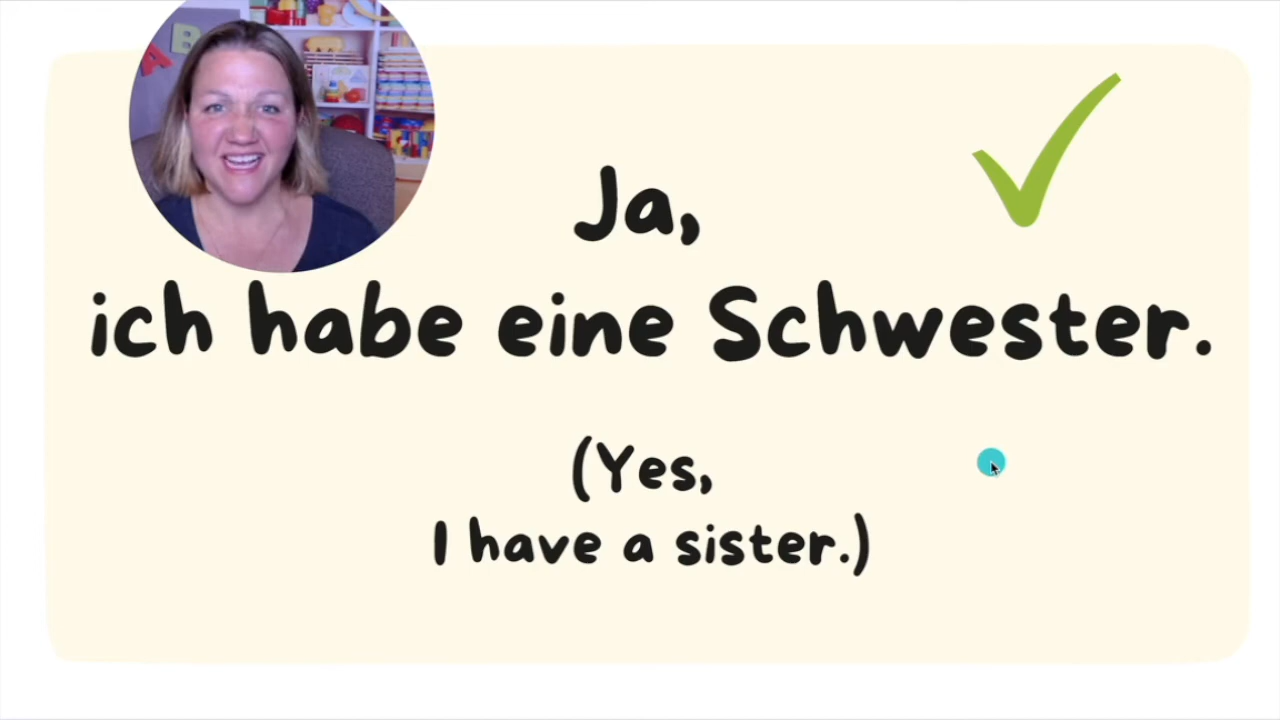 B
A
Ja,
ich habe eine Schwester.
(Yes,
I have a sister.)